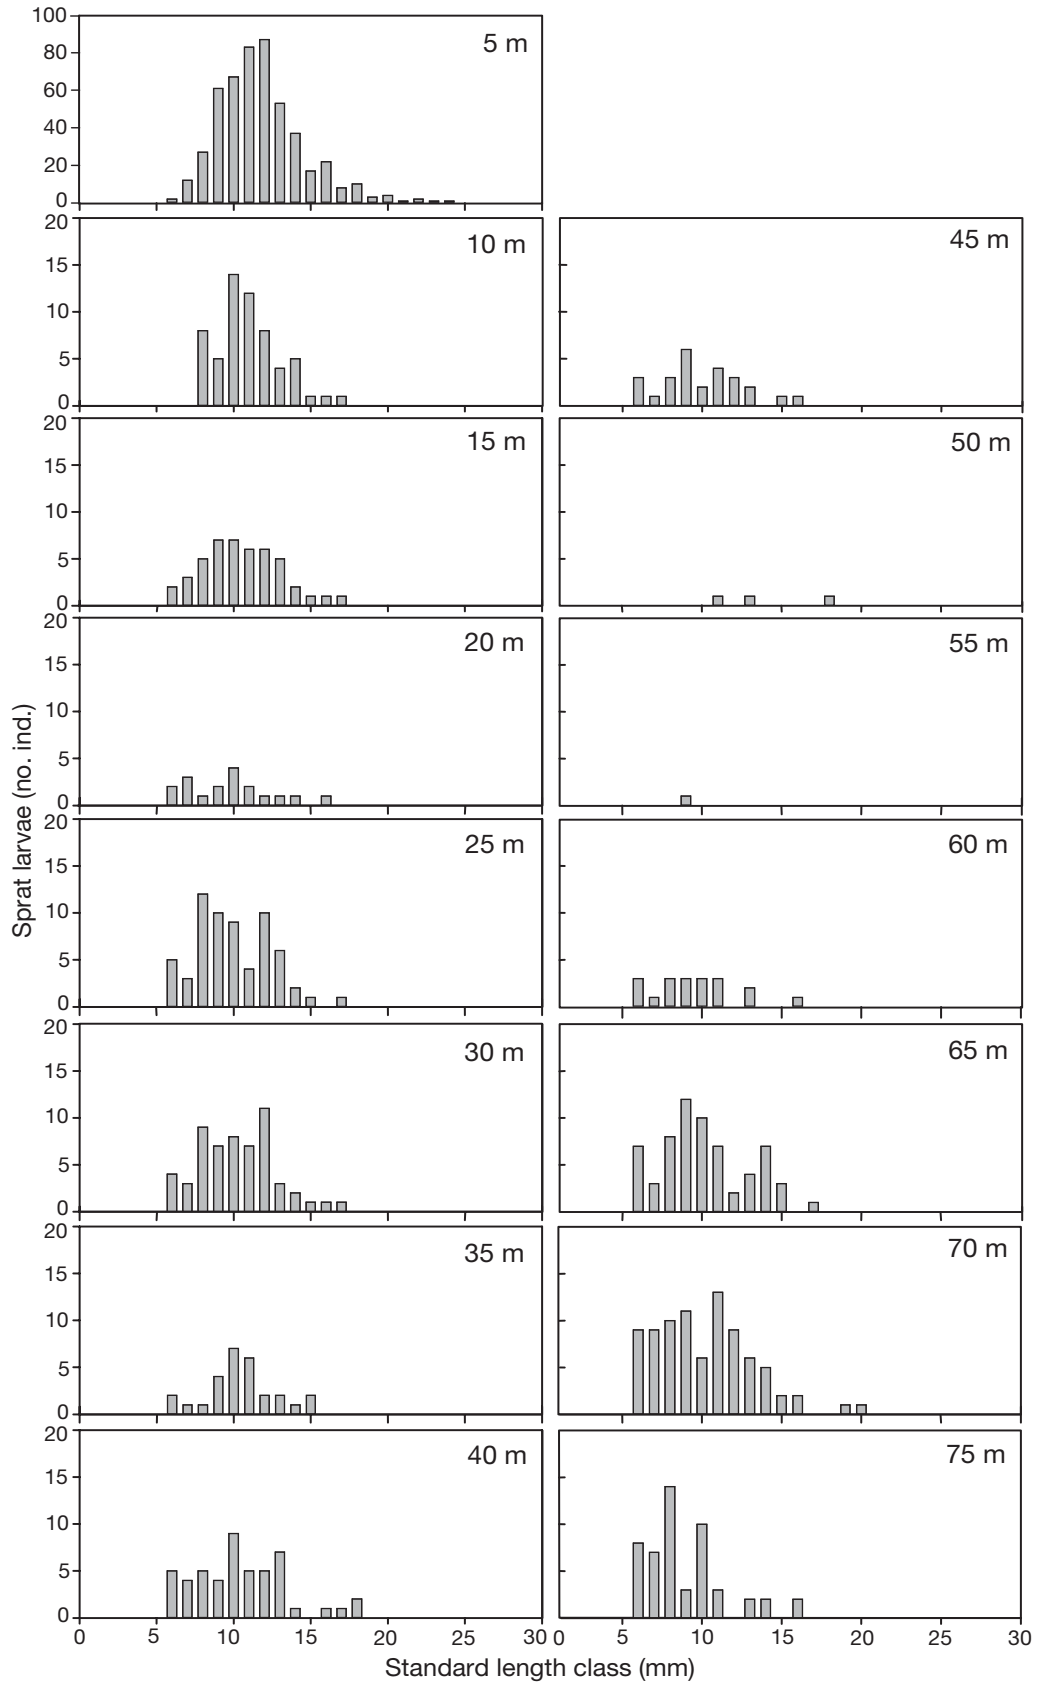 100
80
60
40
20
0
5 m
20
15
10
5
0
10 m
45 m
20
15
10
5
0
15 m
50 m
20
15
10
5
0
20 m
55 m
20
15
10
5
0
25 m
60 m
20
15
10
5
0
30 m
65 m
20
15
10
5
0
35 m
70 m
20
15
10
5
0
40 m
75 m
0 5 10 15 20 25 30 0 5 10 15 20 25 30
Standard length class (mm)
Sprat larvae (no. ind.)